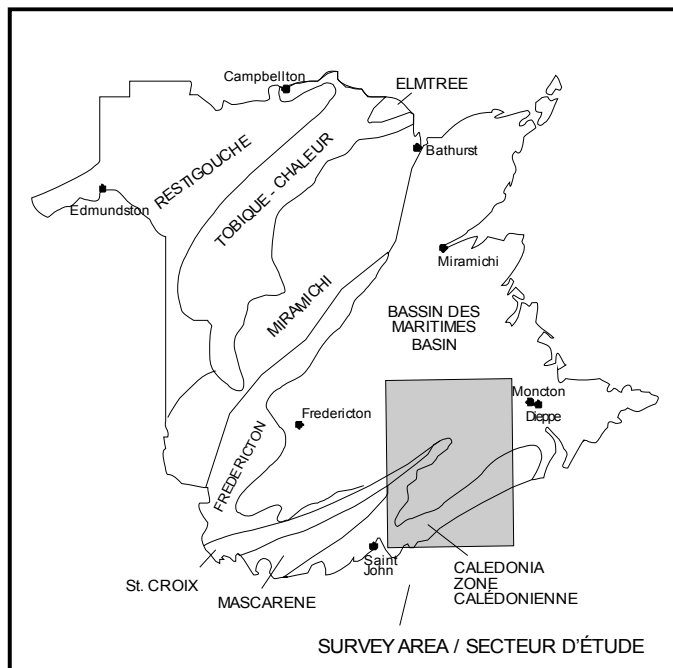 Campbellton
ELMTREE
Bathurst
RESTIGOUCHE
TOBIQUE - CHALEUR
Edmundston
Miramichi
MIRAMICHI
BASSIN DES
MARITIMES
BASIN
Moncton
Dieppe
Fredericton
FREDERICTON
Saint
John
St. CROIX
MASCARENE
CALEDONIA
ZONE
CALÉDONIENNE
SURVEY AREA / SECTEUR D'ÉTUDE